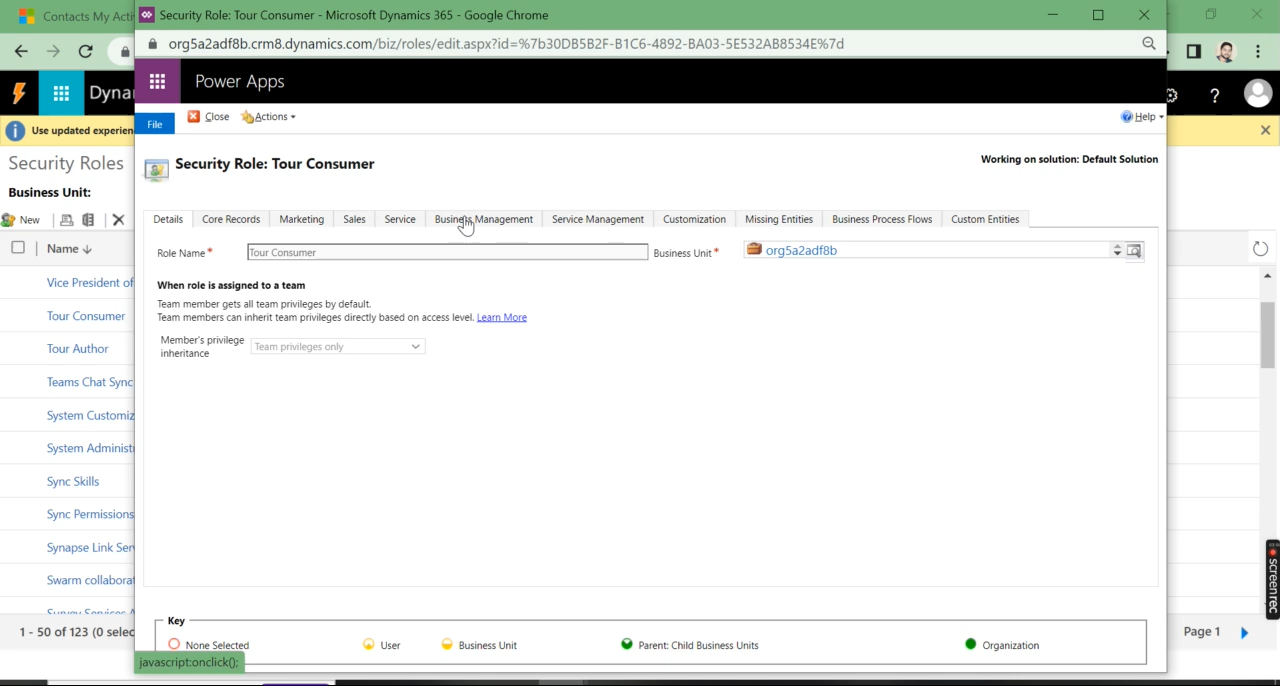 Contacts My Acti
Security Role: Tour Consumer - Microsoft Dynamics 365 - Google Chrome
org5a2adf8b.crm8.dynamics.com/biz/roles/edit.aspx?id=%7b30DB5B2F-B1C6-4892-BA03-5E532AB8534E%7d
Dynar
Power Apps
?
File
Close
Actions
Help
Use updated experien
Security Roles
Security Role: Tour Consumer
Working on solution: Default Solution
Business Unit:
New
Details Core Records Marketing Sales Service Business Management Service Management Customization Missing Entities Business Process Flows Custom Entities
Name
Role Name*
Tour Consumer
Business Unit*
org5a2adf8b
When role is assigned to a team
Team member gets all team privileges by default.
Team members can inherit team privileges directly based on access level. Learn More
Member's privilege
inheritance
Team privileges only
Vice President of
Tour Consumer
Tour Author
Teams Chat Sync
System Customiz
System Administr
Sync Skills
Sync Permissions
Synapse Link Serv
Swarm collaborat
Survey Services A
1 - 50 of 123 (0 selec
Key
None Selected
User
Business Unit
Parent: Child Business Units
Organization
javascript:onclick();
Page 1
screenrec